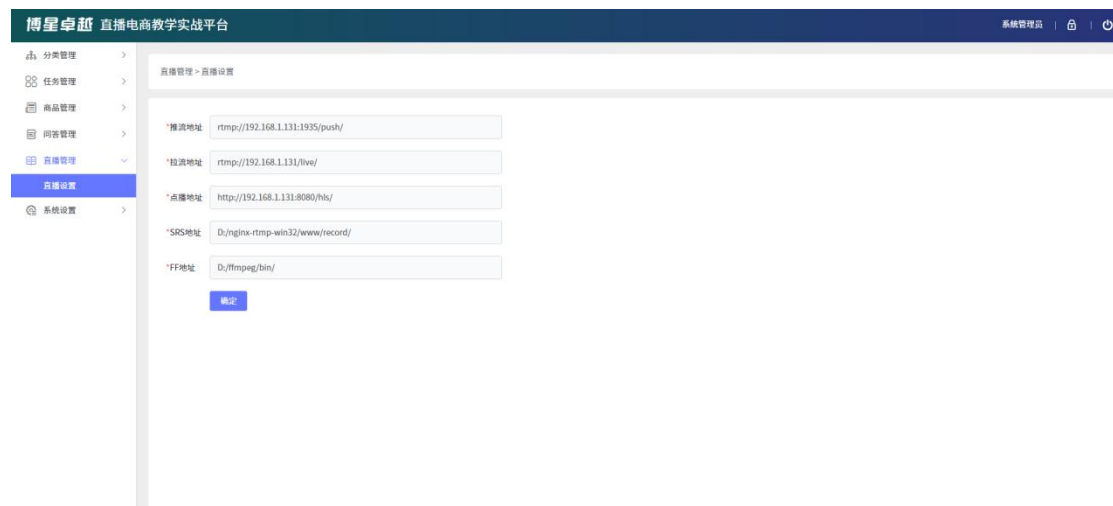 博星卓越 直播电商教学实战平台
系统管理员
分类管理
任务管理
商品管理
问答管理
直播管理
直播设置
系统设置
直播管理 > 直播设置
*推流地址 rtmp://192.168.1.131:1935/push/
*拉流地址 rtmp://192.168.1.131/live/
*点播地址 http://192.168.1.131:8080/hls/
*SRS地址 D:/nginx-rtmp-win32/www/record/
*FF地址 D:/ffmpeg/bin/
确定